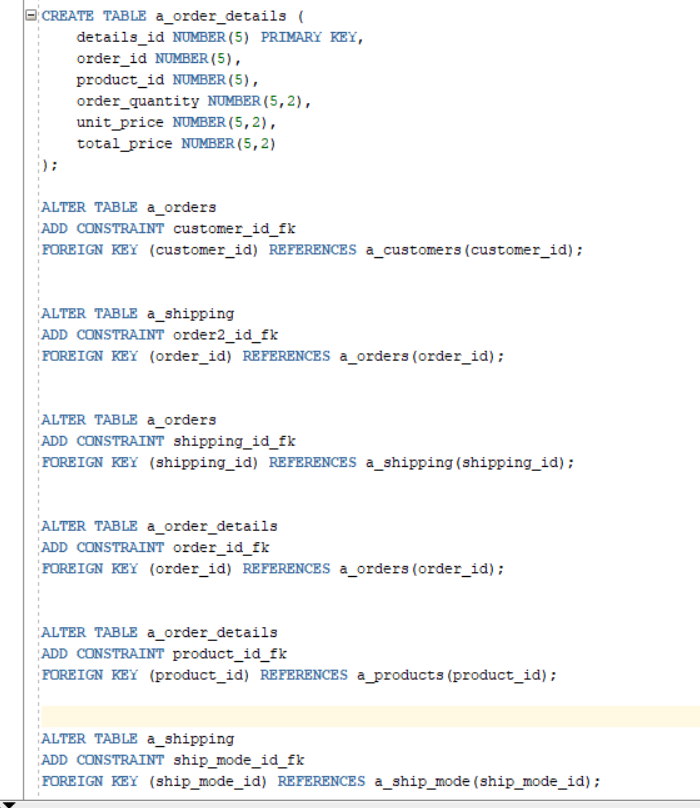 CREATE TABLE a_order_details (
    details_id NUMBER(5) PRIMARY KEY,
    order_id NUMBER(5),
    product_id NUMBER(5),
    order_quantity NUMBER(5,2),
    unit_price NUMBER(5,2),
    total_price NUMBER(5,2)
);
ALTER TABLE a_orders
ADD CONSTRAINT customer_id_fk
FOREIGN KEY (customer_id) REFERENCES a_customers(customer_id);
ALTER TABLE a_shipping
ADD CONSTRAINT order2_id_fk
FOREIGN KEY (order_id) REFERENCES a_orders(order_id);
ALTER TABLE a_orders
ADD CONSTRAINT shipping_id_fk
FOREIGN KEY (shipping_id) REFERENCES a_shipping(shipping_id);
ALTER TABLE a_order_details
ADD CONSTRAINT order_id_fk
FOREIGN KEY (order_id) REFERENCES a_orders(order_id);
ALTER TABLE a_order_details
ADD CONSTRAINT product_id_fk
FOREIGN KEY (product_id) REFERENCES a_products(product_id);
ALTER TABLE a_shipping
ADD CONSTRAINT ship_mode_id_fk
FOREIGN KEY (ship_mode_id) REFERENCES a_ship_mode(ship_mode_id);